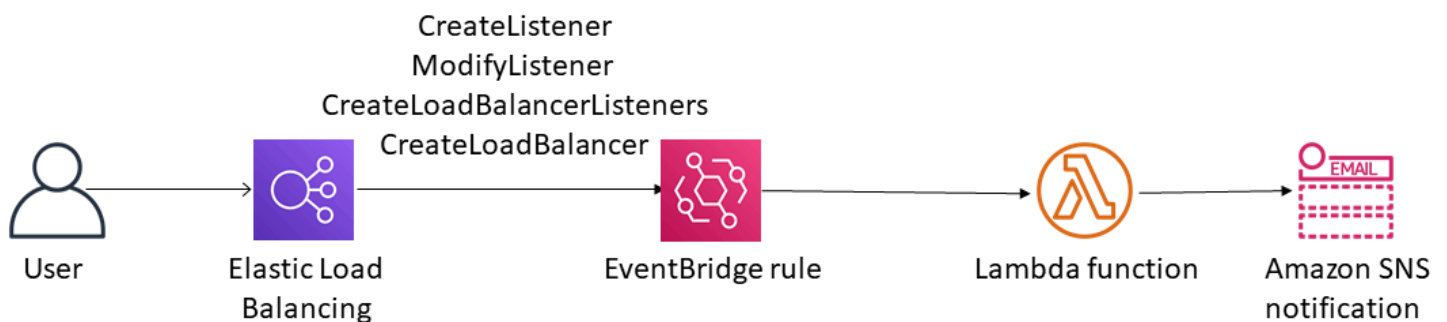 CreateListener
ModifyListener
CreateLoadBalancerListeners
CreateLoadBalancer
EMAIL
User
Elastic Load
Balancing
EventBridge rule
Lambda function
Amazon SNS
notification